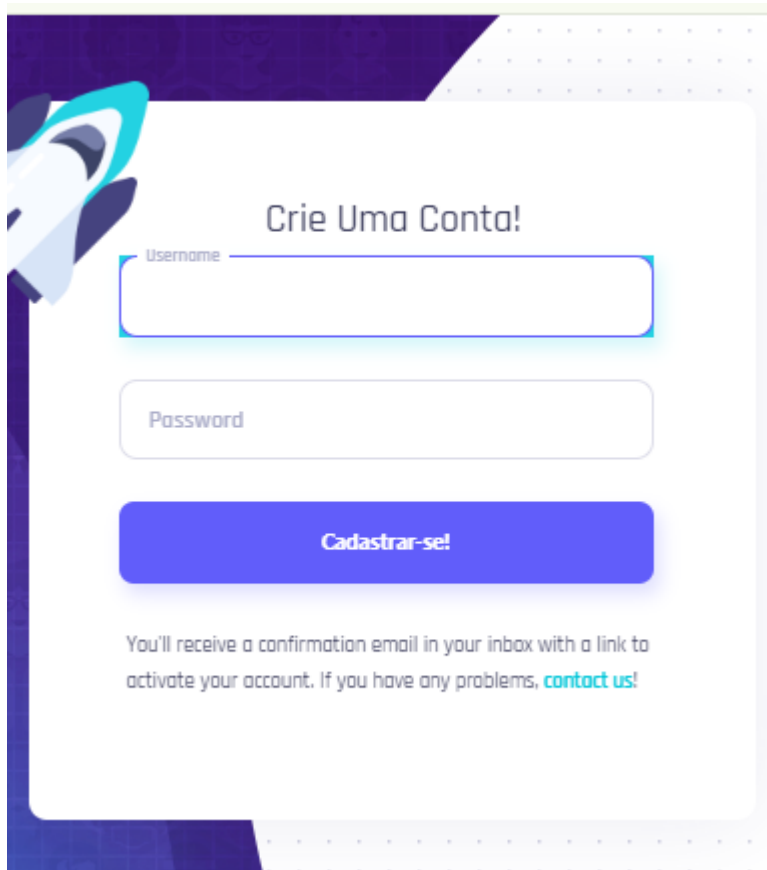 Crie Uma Conta!
Username
Password
Cadastrar-se!
You'll receive a confirmation email in your inbox with a link to
activate your account. If you have any problems, contact us!